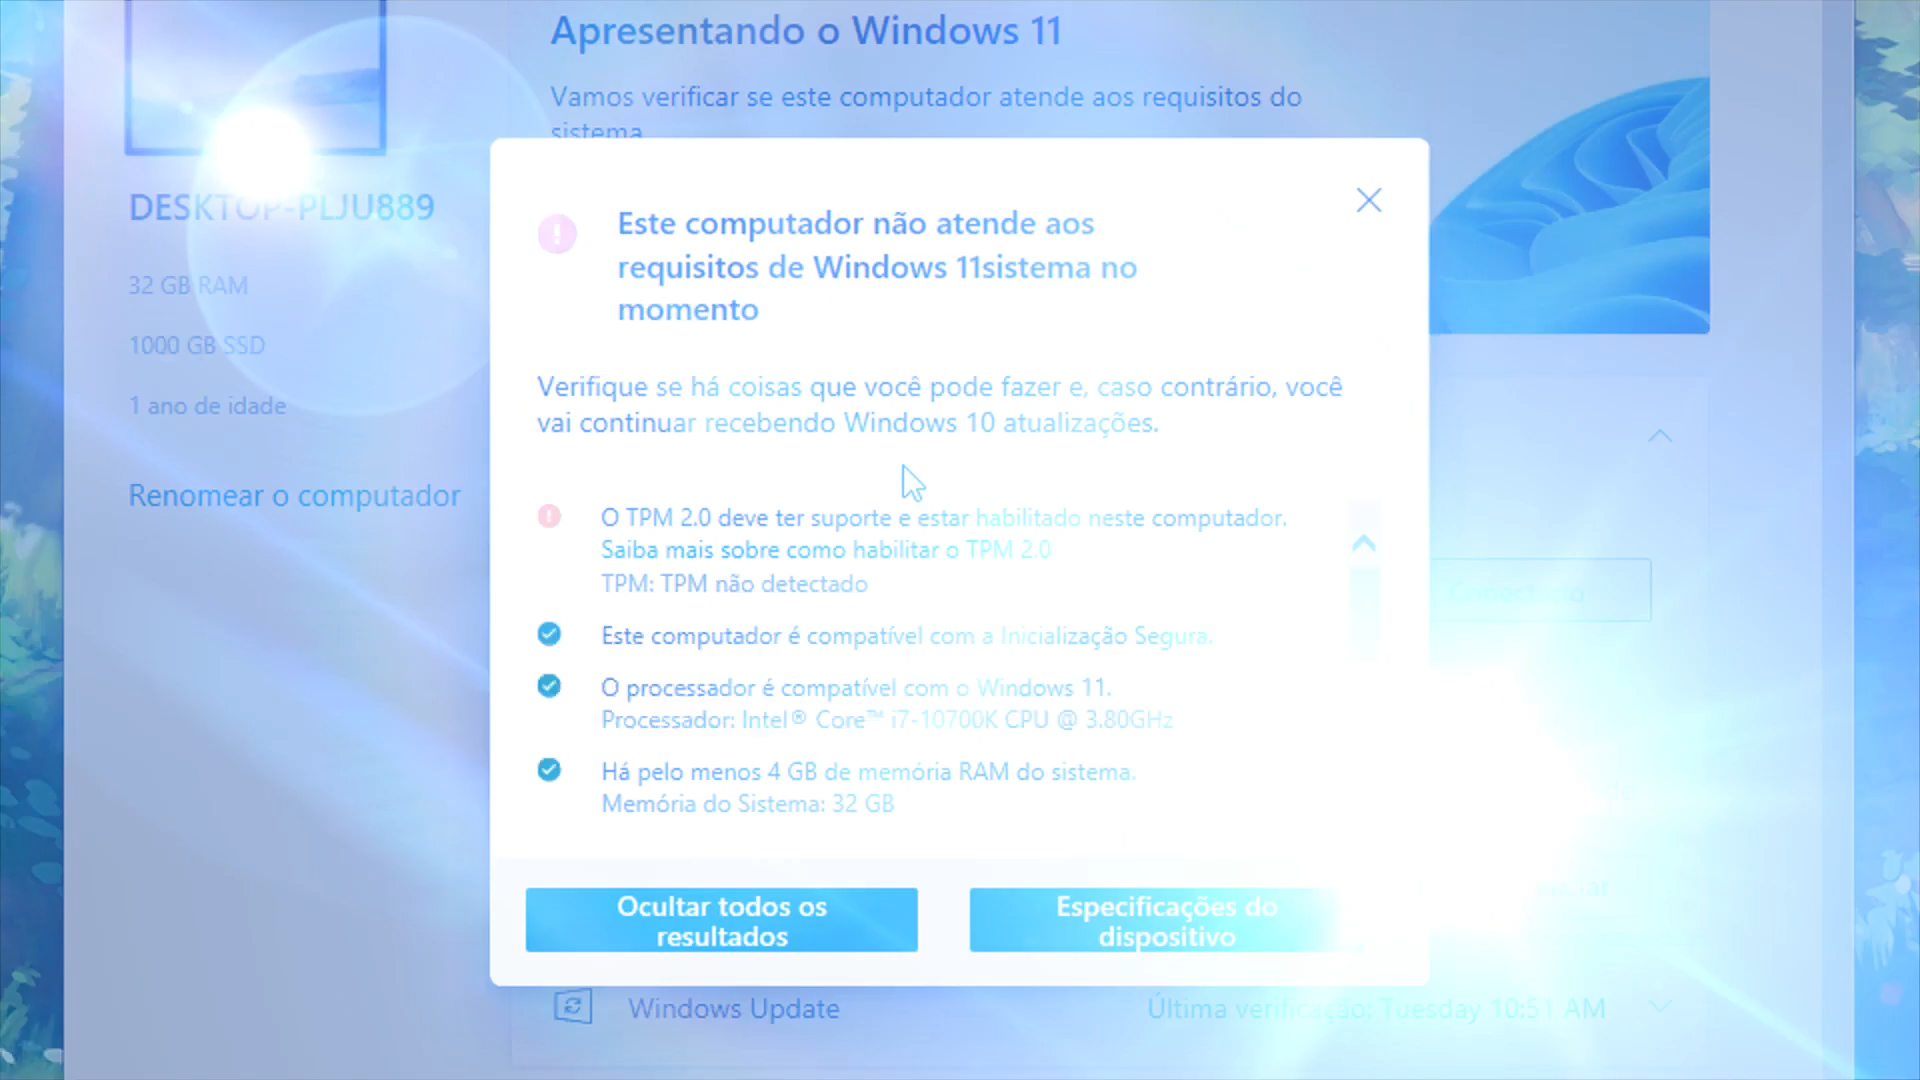 Apresentando o Windows 11
Vamos verificar se este computador atende aos requisitos do
sistema
DESKTOP-PLJU889
32 GB RAM
1000 GB SSD
1 ano de idade
Renomear o computador
Este computador não atende aos
requisitos de Windows 11sistema no
momento
Verifique se há coisas que você pode fazer e, caso contrário, você
vai continuar recebendo Windows 10 atualizações.
O TPM 2.0 deve ter suporte e estar habilitado neste computador.
Saiba mais sobre como habilitar o TPM 2.0
TPM: TPM não detectado
Este computador é compatível com a Inicialização Segura.
O processador é compatível com o Windows 11.
Processador: Intel® Core™ i7-10700K CPU @ 3.80GHz
Há pelo menos 4 GB de memória RAM do sistema.
Memória do Sistema: 32 GB
Ocultar todos os
resultados
Especificações do
dispositivo
Windows Update
Última verificação: Tuesday 10:51 AM